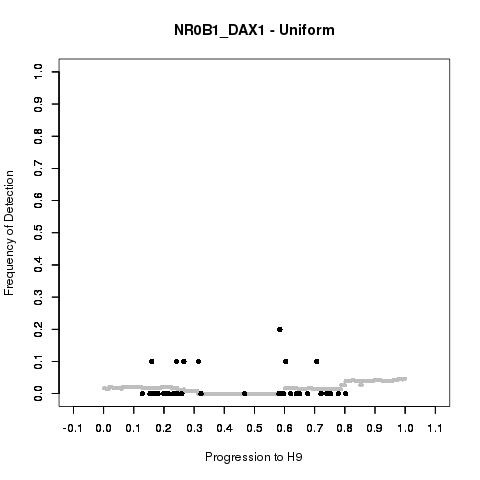 NR0B1_DAX1 - Uniform
Frequency of Detection
1.0
0.9
0.8
0.7
0.6
0.5
0.4
0.3
0.2
0.1
0.0
-0.1 0.0 0.1 0.2 0.3 0.4 0.5 0.6 0.7 0.8 0.9 1.0 1.1
Progression to H9